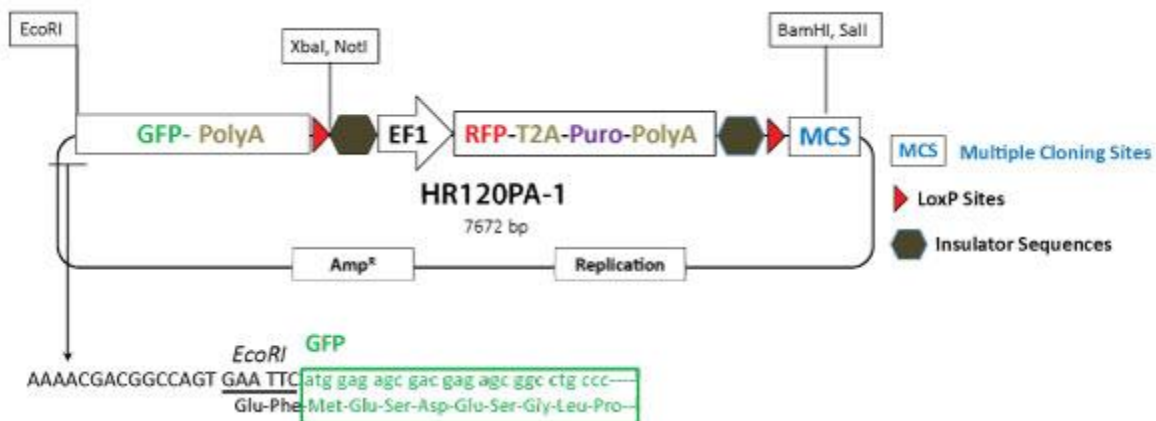 EcoRI
XbaI, NotI
BamHI, SalI
GFP- PolyA
EF1
RFP-T2A-Puro-PolyA
MCS
MCS Multiple Cloning Sites
LoxP Sites
Insulator Sequences
HR120PA-1
7672 bp
Amp^R
Replication
EcoRI GFP
AAAACGACGGCCAGT GAA TTC atg gag agc gac gag agc ggc ctg ccc----
Glu-Phe-Met-Glu-Ser-Asp-Glu-Ser-Gly-Leu-Pro--